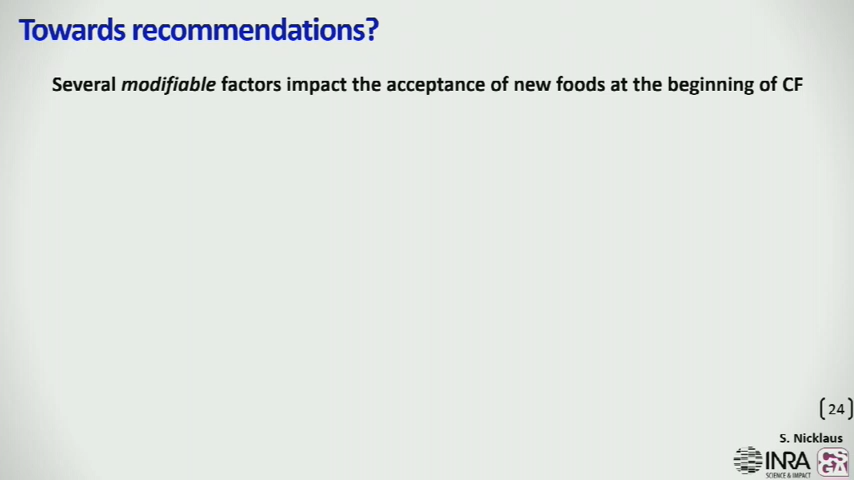 Towards recommendations?
Several modifiable factors impact the acceptance of new foods at the beginning of CF
24
S. Nicklaus
INRA
SCIENCE & IMPACT
CSGA